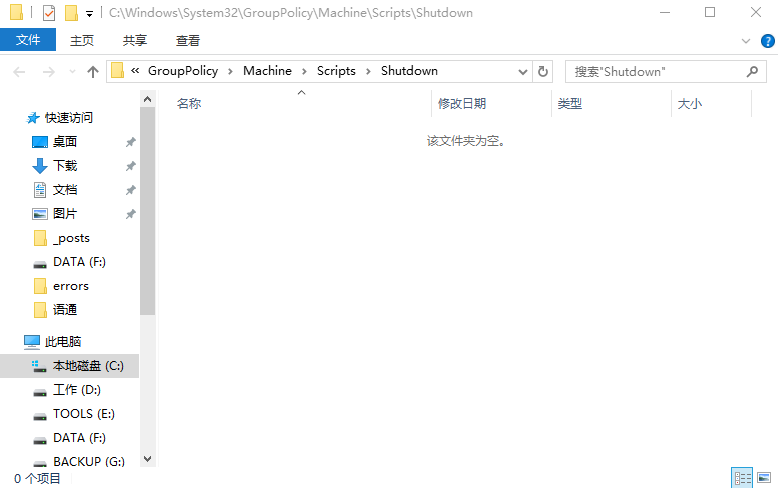 C:\Windows\System32\GroupPolicy\Machine\Scripts\Shutdown
文件 主页 共享 查看
« GroupPolicy › Machine › Scripts › Shutdown 搜索"Shutdown"
名称 修改日期 类型 大小
该文件夹为空。
快速访问
桌面
下载
文档
图片
_posts
DATA (F:)
errors
语通
此电脑
本地磁盘 (C:)
工作 (D:)
TOOLS (E:)
DATA (F:)
BACKUP (G:)
0 个项目